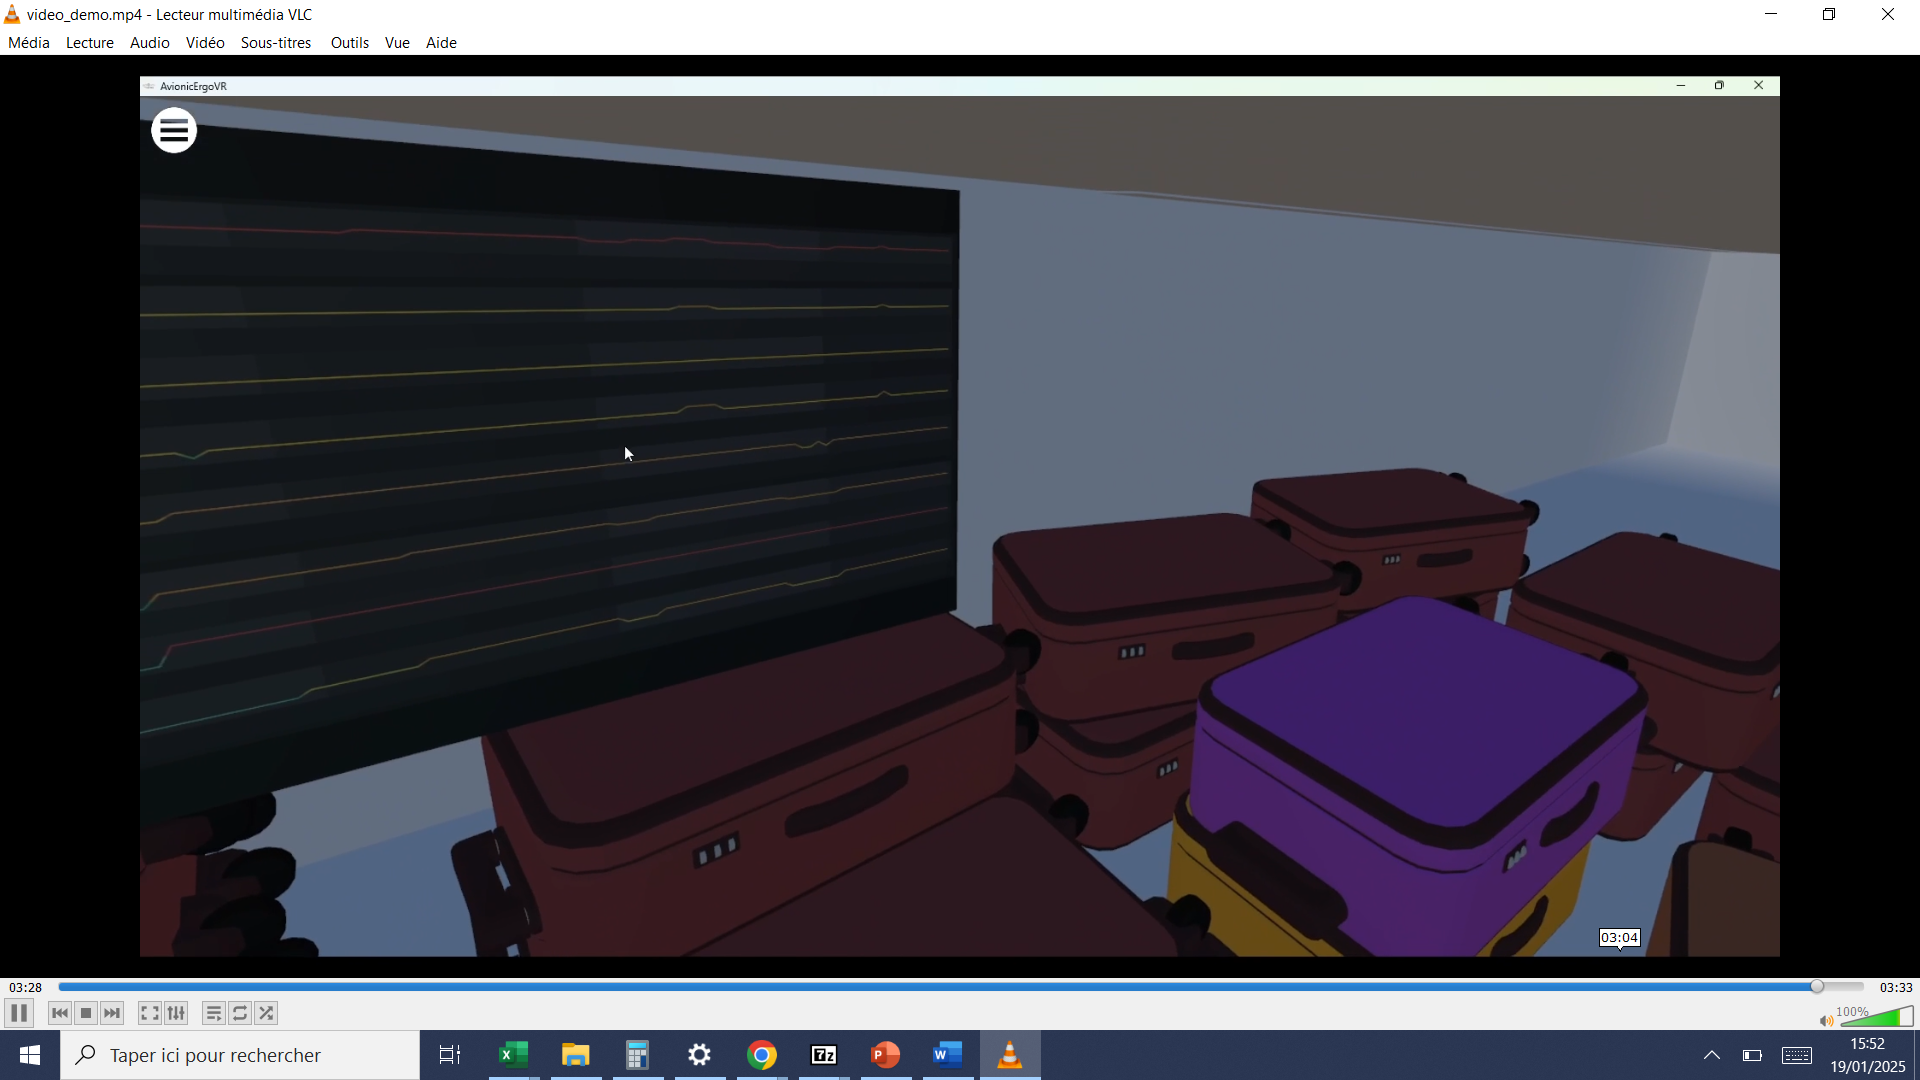 video_demo.mp4 - Lecteur multimédia VLC
Média Lecture Audio Vidéo Sous-titres Outils Vue Aide
AvionicErgoVR
03:04
03:28
03:33
100%
Taper ici pour rechercher
15:52
19/01/2025